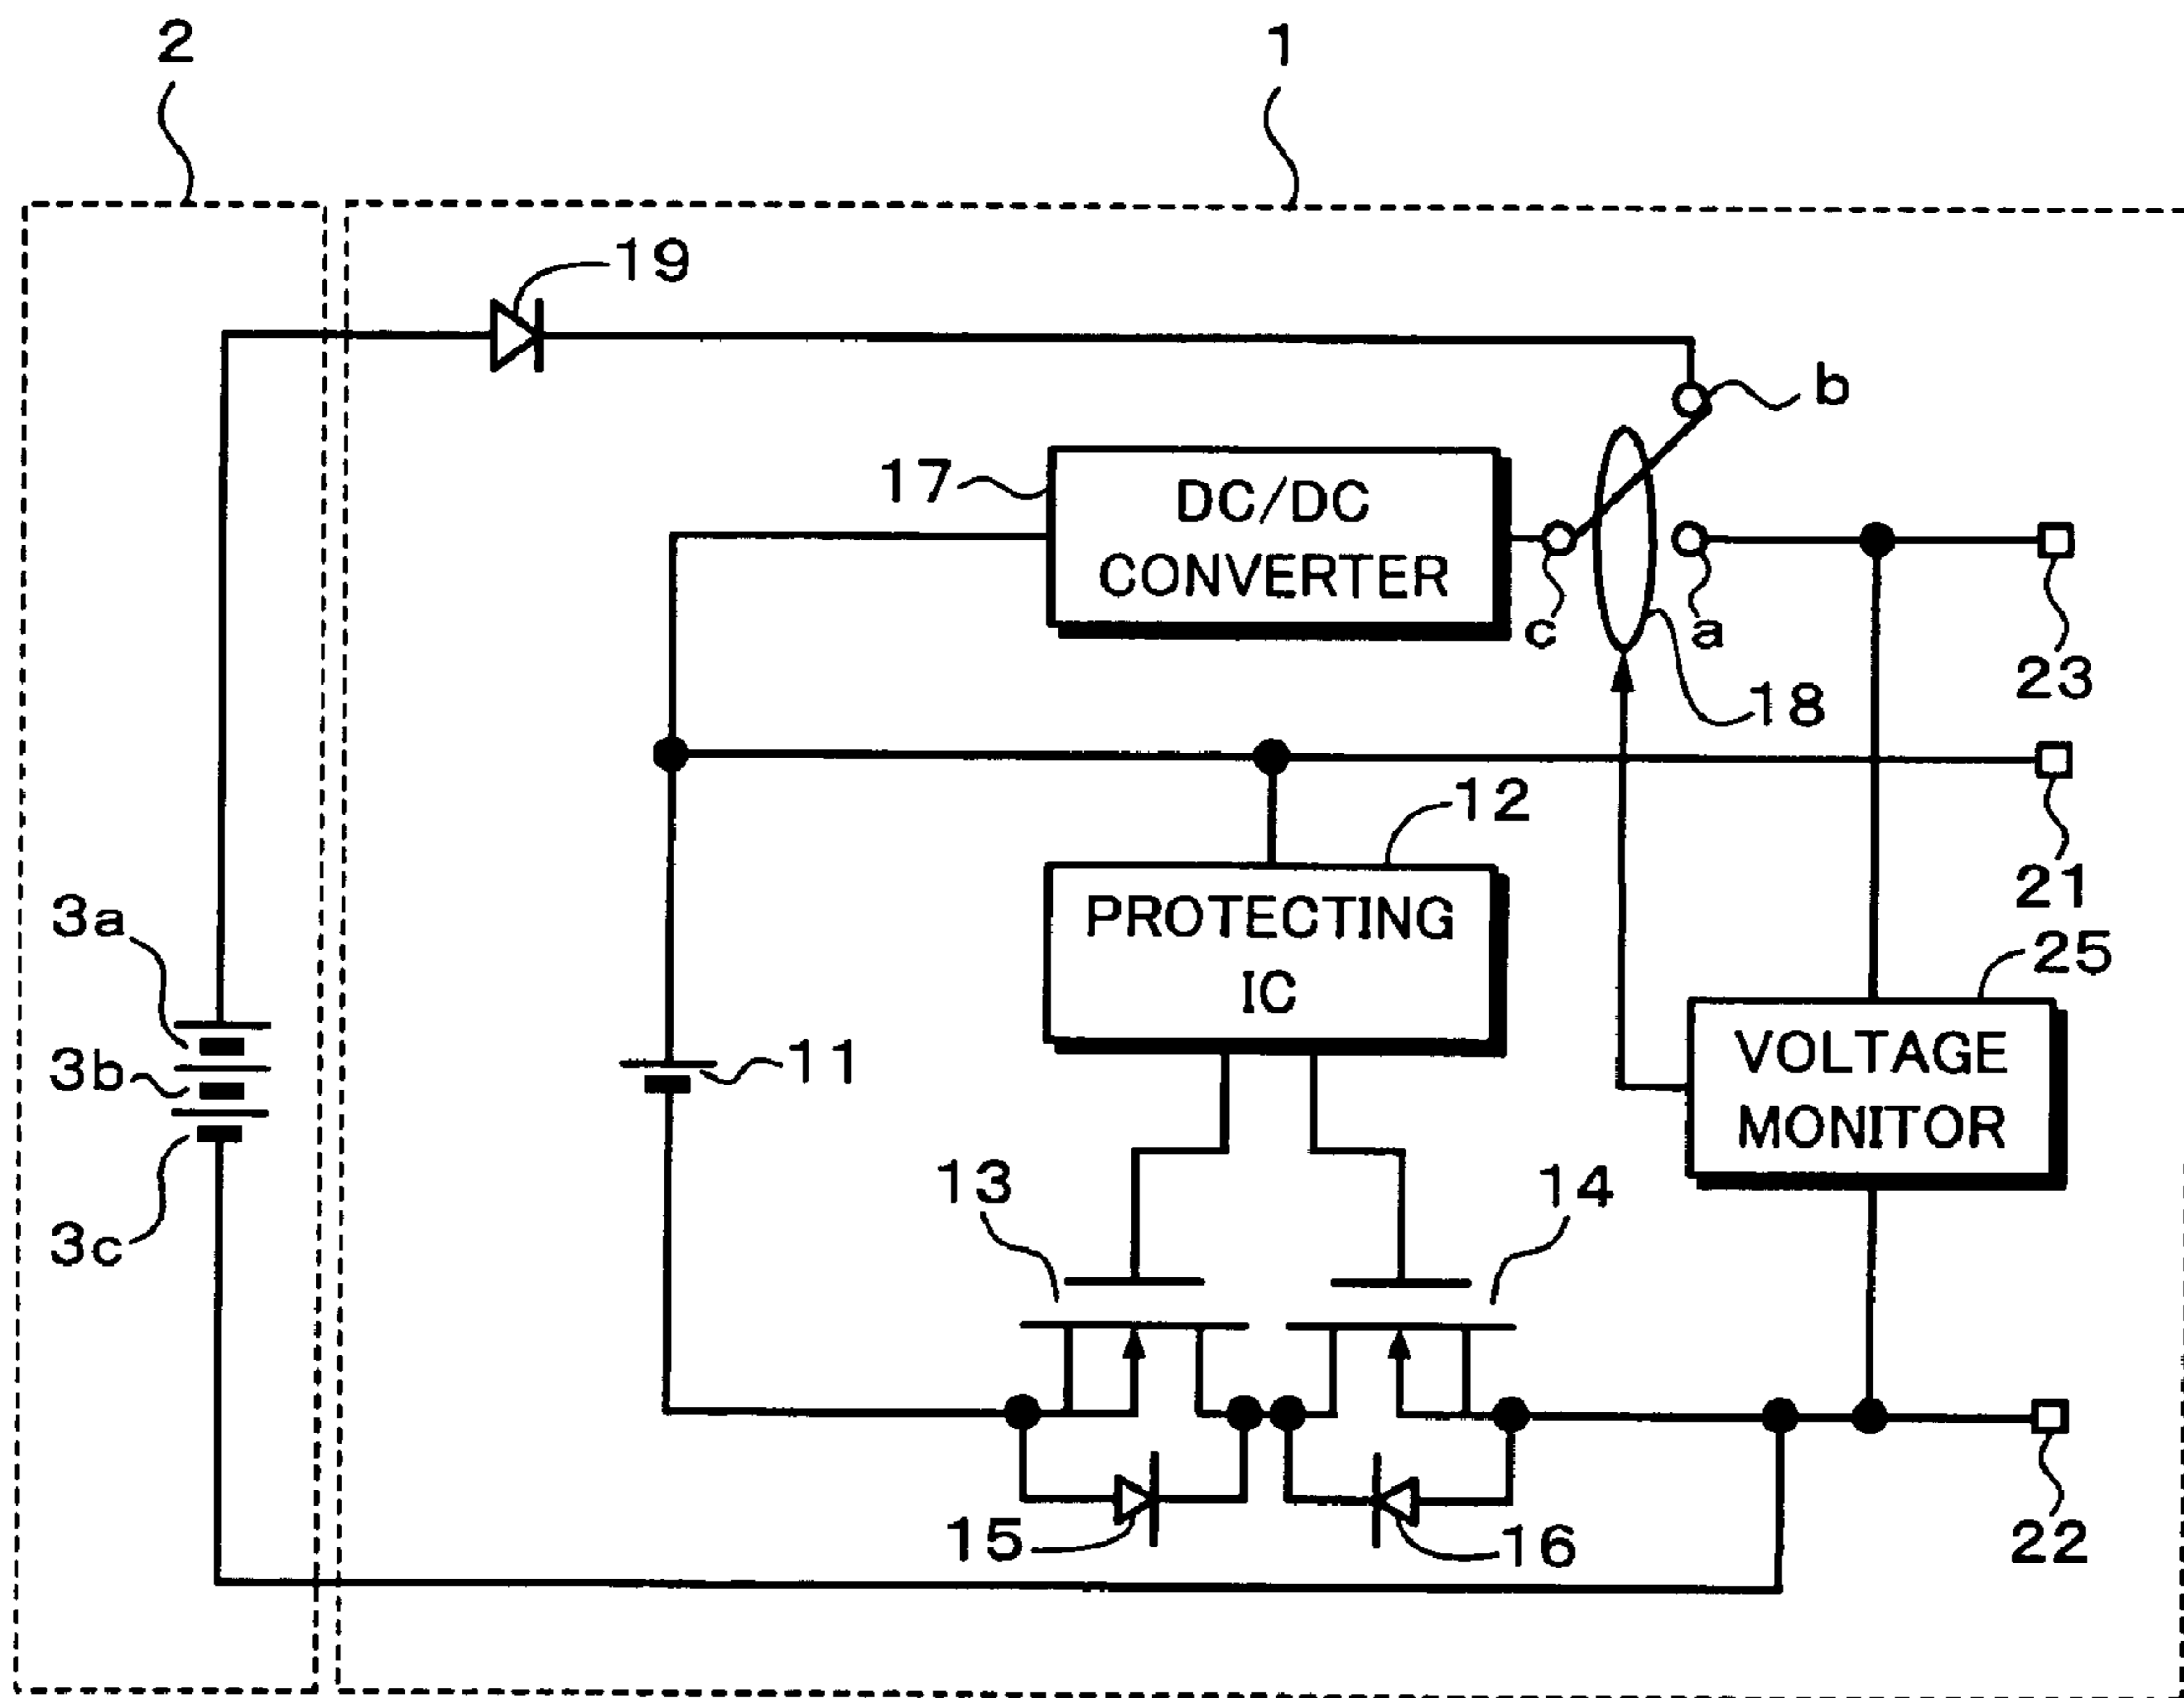 2
1
19
b
17
DC/DC
CONVERTER
c
a
23
18
12
21
3a
PROTECTING
IC
25
3b
11
VOLTAGE
MONITOR
3c
13
14
15
16
22